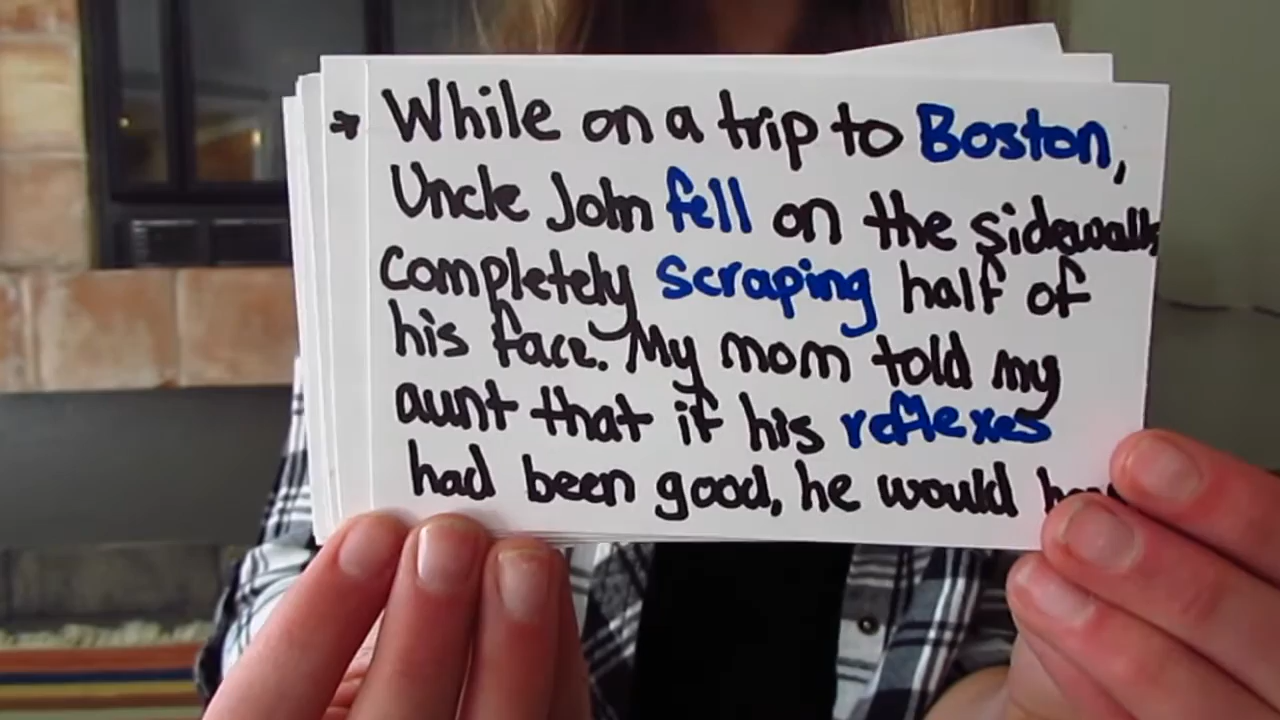 → While on a trip to Boston,
Uncle John fell on the sidewalk
completely scraping half of
his face. My mom told my
aunt that if his reflexes
had been good, he would